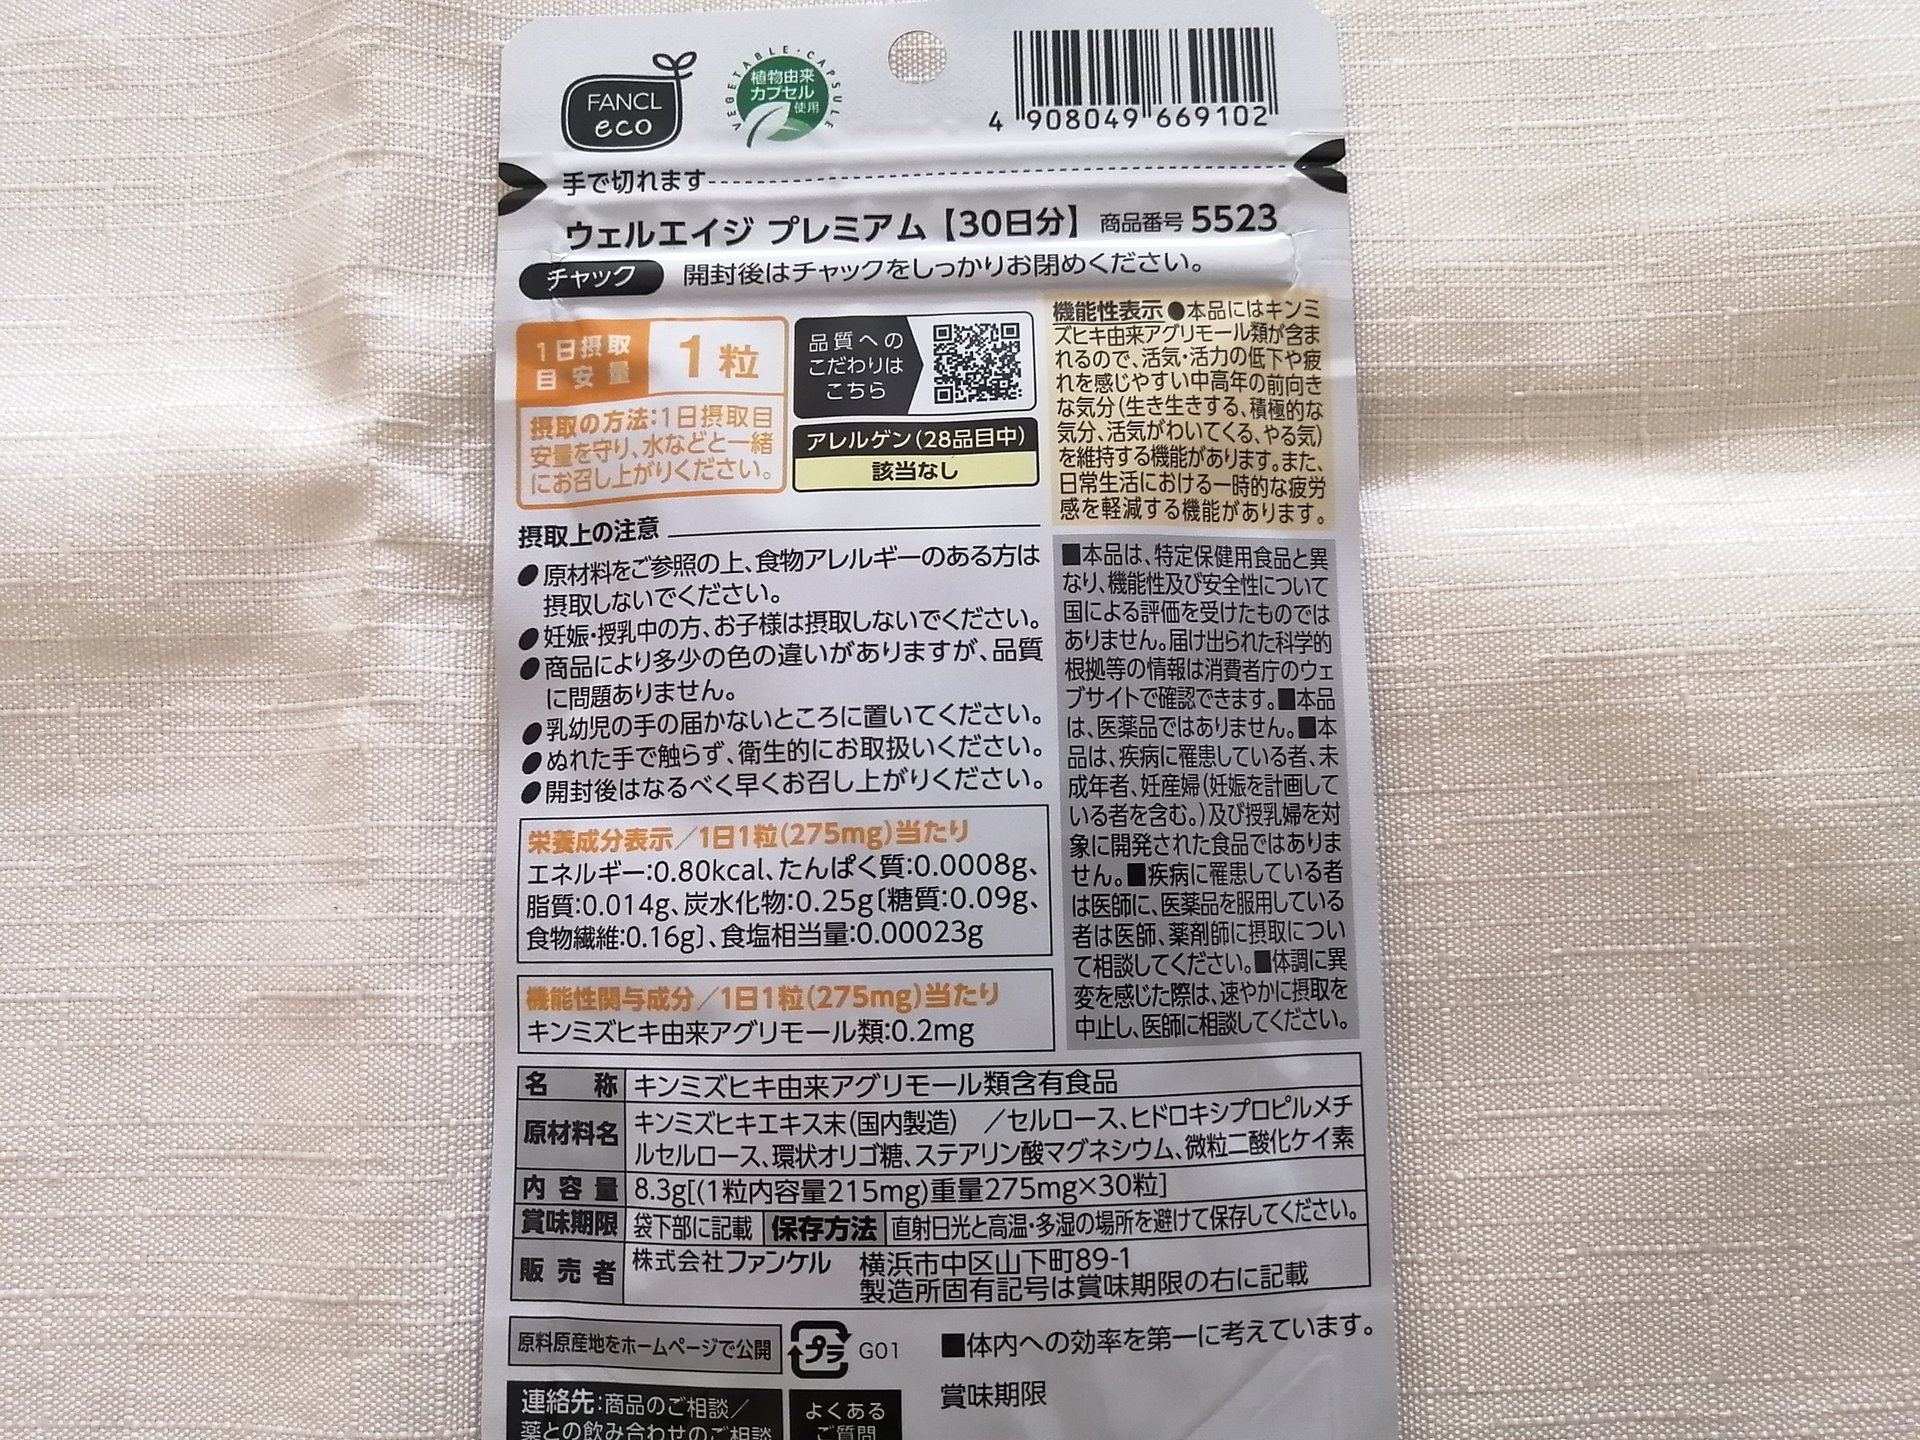 FANCL
eco
VEGETABLE・CAPSULE
植物由来
カプセル
使用
4 908049 669102
手で切れます
ウェルエイジ プレミアム【30日分】 商品番号 5523
チャック 開封後はチャックをしっかりお閉めください。
1日摂取
目安量
1粒
摂取の方法:1日摂取目
安量を守り、水などと一緒
にお召し上がりください。
品質への
こだわりは
こちら
アレルゲン(28品目中)
該当なし
機能性表示 ●本品にはキンミ
ズヒキ由来アグリモール類が含ま
れるので、活気・活力の低下や疲
れを感じやすい中高年の前向き
な気分(生き生きする、積極的な
気分、活気がわいてくる、やる気)
を維持する機能があります。また、
日常生活における一時的な疲労
感を軽減する機能があります。
摂取上の注意
●原材料をご参照の上、食物アレルギーのある方は
摂取しないでください。
●妊娠・授乳中の方、お子様は摂取しないでください。
●商品により多少の色の違いがありますが、品質
に問題ありません。
●乳幼児の手の届かないところに置いてください。
●ぬれた手で触らず、衛生的にお取扱いください。
●開封後はなるべく早くお召し上がりください。
■本品は、特定保健用食品と異
なり、機能性及び安全性について
国による評価を受けたものでは
ありません。届け出られた科学的
根拠等の情報は消費者庁のウェ
ブサイトで確認できます。■本品
は、医薬品ではありません。■本
品は、疾病に罹患している者、未
成年者、妊産婦(妊娠を計画して
いる者を含む。)及び授乳婦を対
象に開発された食品ではありま
せん。■疾病に罹患している者
は医師に、医薬品を服用している
者は医師、薬剤師に摂取につい
て相談してください。■体調に異
変を感じた際は、速やかに摂取を
中止し、医師に相談してください。
栄養成分表示/1日1粒(275mg)当たり
エネルギー:0.80kcal、たんぱく質:0.0008g、
脂質:0.014g、炭水化物:0.25g〔糖質:0.09g、
食物繊維:0.16g〕、食塩相当量:0.00023g
機能性関与成分/1日1粒(275mg)当たり
キンミズヒキ由来アグリモール類:0.2mg
名称 キンミズヒキ由来アグリモール類含有食品
原材料名 キンミズヒキエキス末(国内製造) /セルロース、ヒドロキシプロピルメチ
ルセルロース、環状オリゴ糖、ステアリン酸マグネシウム、微粒二酸化ケイ素
内容量 8.3g[(1粒内容量215mg)重量275mg×30粒]
賞味期限 袋下部に記載 保存方法 直射日光と高温・多湿の場所を避けて保存してください。
販売者 株式会社ファンケル 横浜市中区山下町89-1
製造所固有記号は賞味期限の右に記載
原料原産地をホームページで公開 プラ G01 ■体内への効率を第一に考えています。
賞味期限
連絡先:商品のご相談/
薬との飲み合わせのご相談
よくある
ご質問